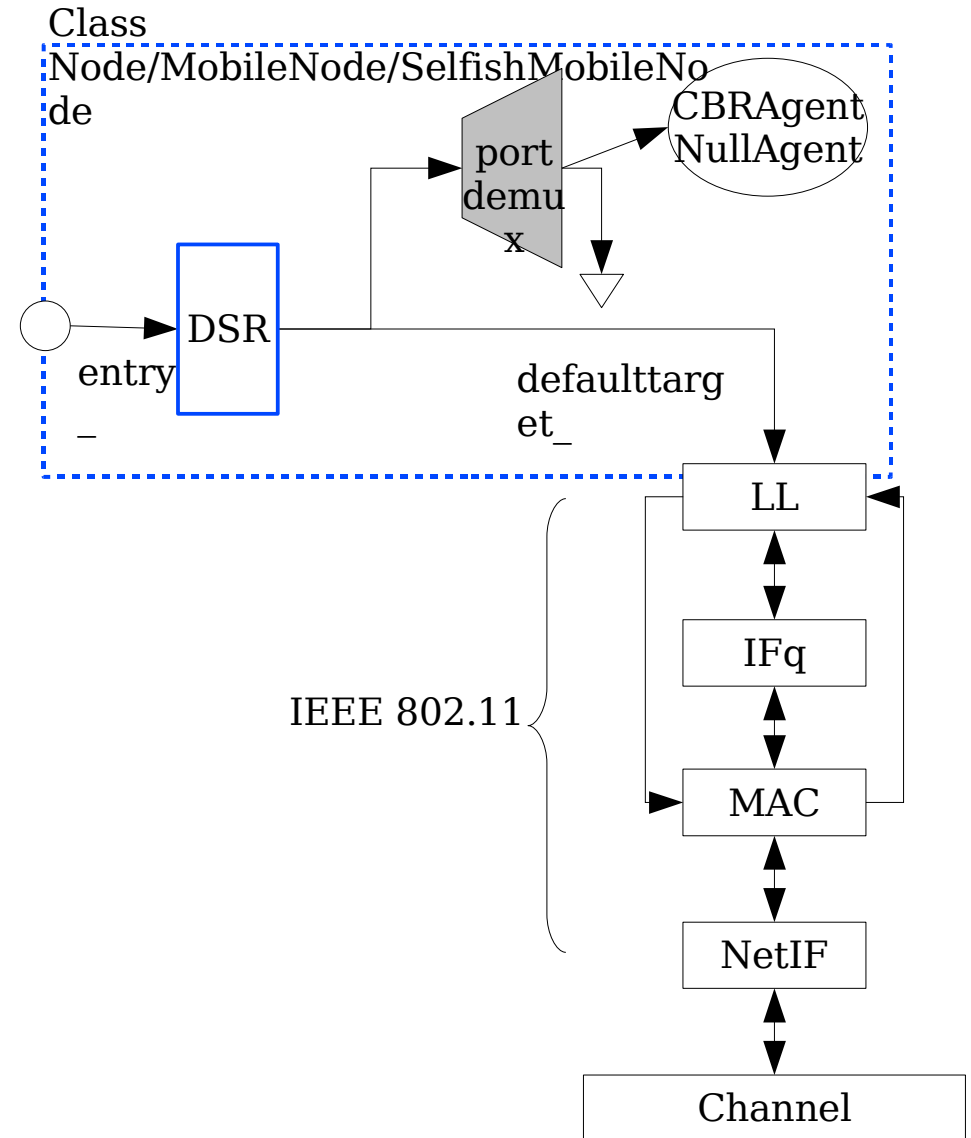 Class
Node/MobileNode/SelfishMobileNo
de
CBRAgent
NullAgent
port
demu
x
DSR
entry
_
defaulttarg
et_
LL
IFq
IEEE 802.11
MAC
NetIF
Channel